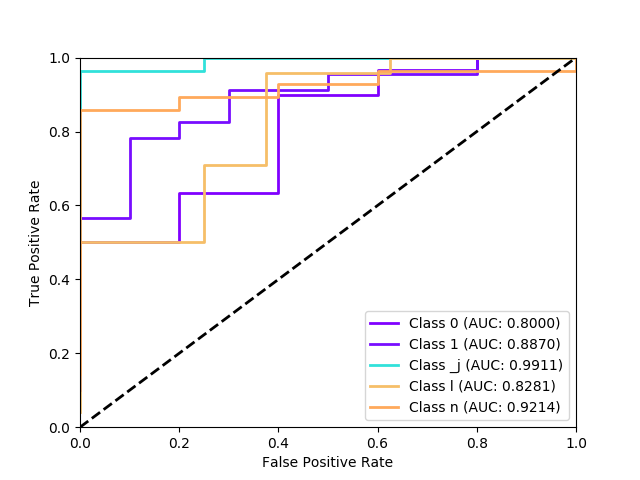 1.0
0.8
0.6
0.4
0.2
0.0
True Positive Rate
0.0 0.2 0.4 0.6 0.8 1.0
False Positive Rate
Class 0 (AUC: 0.8000)
Class 1 (AUC: 0.8870)
Class _j (AUC: 0.9911)
Class l (AUC: 0.8281)
Class n (AUC: 0.9214)